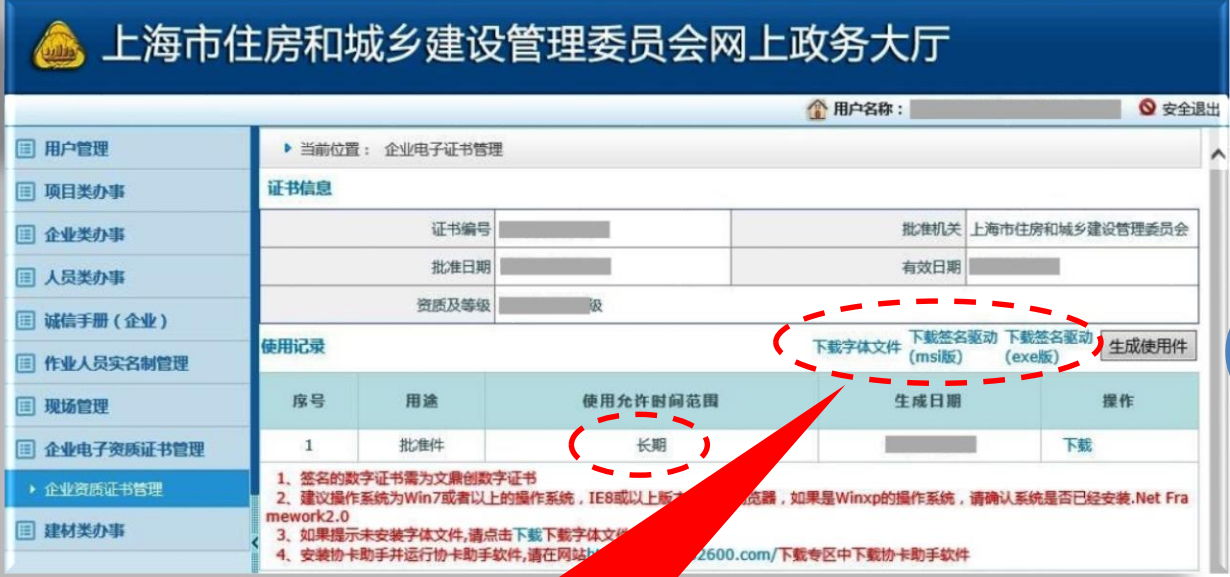 上海市住房和城乡建设管理委员会网上政务大厅
用户名称：
安全退出
用户管理
项目类办事
企业类办事
人员类办事
诚信手册（企业）
作业人员实名制管理
现场管理
企业电子资质证书管理
企业资质证书管理
建材类办事
当前位置： 企业电子证书管理
证书信息
证书编号 批准机关 上海市住房和城乡建设管理委员会
批准日期 有效日期
资质及等级 级
使用记录
下载字体文件 下载签名驱动(msi版) 下载签名驱动(exe版) 生成使用件
序号 用途 使用允许时间范围 生成日期 操作
1 批准件 长期 下载
1、签名的数字证书需为文鼎创数字证书
2、建议操作系统为Win7或者以上的操作系统，IE8或以上版 览器，如果是Winxp的操作系统，请确认系统是否已经安装.Net Fra
mework2.0
3、如果提示未安装字体文件,请点击下载下载字体文件
4、安装协卡助手并运行协卡助手软件,请在网站 2600.com/下载专区中下载协卡助手软件